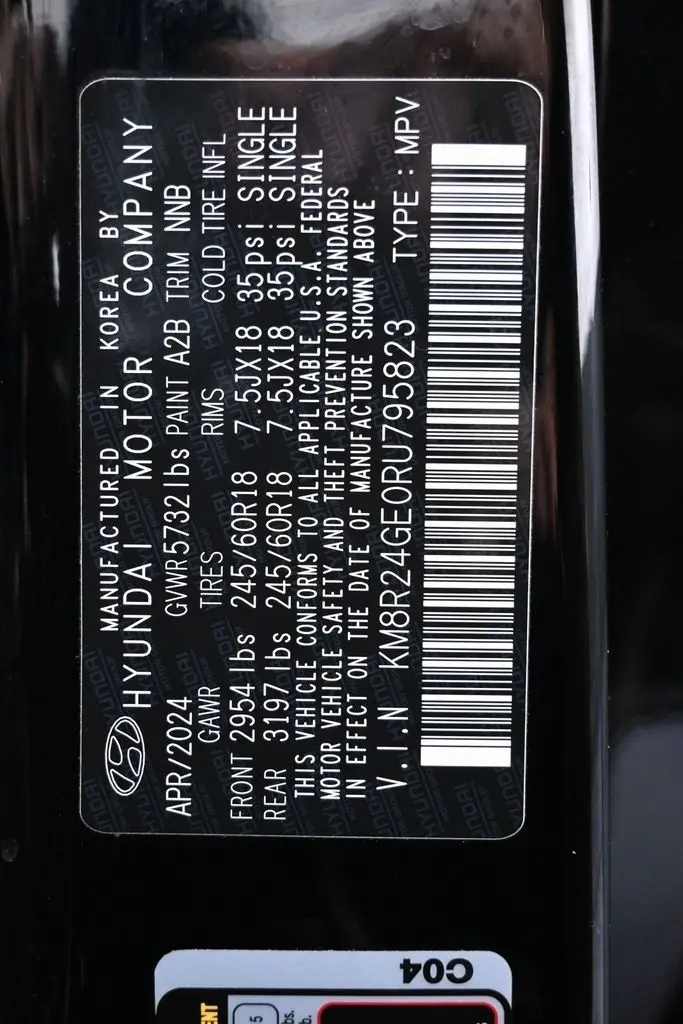 MANUFACTURED IN KOREA BY
HYUNDAI MOTOR COMPANY
APR/2024 GVWR 5732 lbs PAINT A2B TRIM NNB
GAWR TIRES RIMS COLD TIRE INFL
FRONT 2954 lbs 245/60R18 7.5JX18 35psi SINGLE
REAR 3197 lbs 245/60R18 7.5JX18 35psi SINGLE
THIS VEHICLE CONFORMS TO ALL APPLICABLE U.S.A. FEDERAL
MOTOR VEHICLE SAFETY AND THEFT PREVENTION STANDARDS
IN EFFECT ON THE DATE OF MANUFACTURE SHOWN ABOVE
V.I.N KM8R24GE0RU795823 TYPE : MPV
C04
5